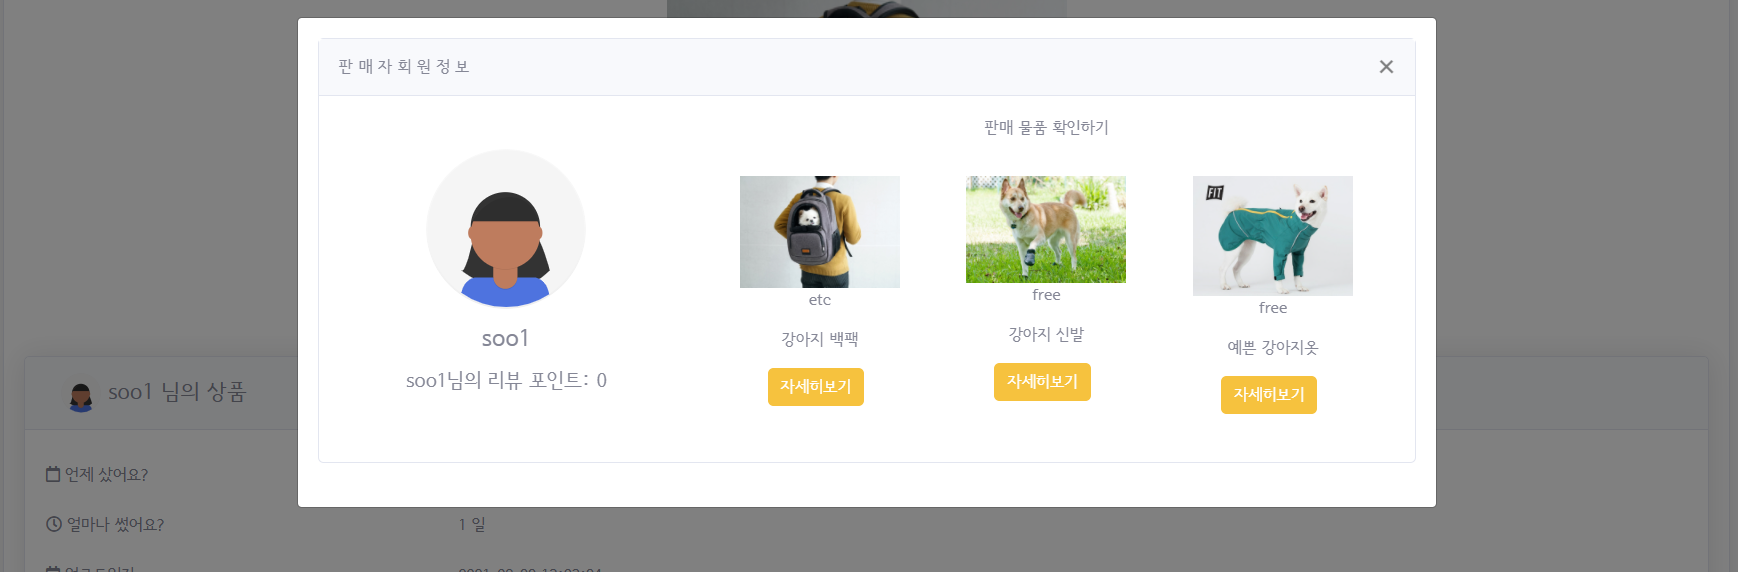 판 매 자 회 원 정 보
×
판매 물품 확인하기
soo1
soo1님의 리뷰 포인트: 0
etc
강아지 백팩
자세히보기
free
강아지 신발
자세히보기
FIT
free
예쁜 강아지옷
자세히보기
soo1 님의 상품
언제 샀어요?
얼마나 썼어요?
1 일